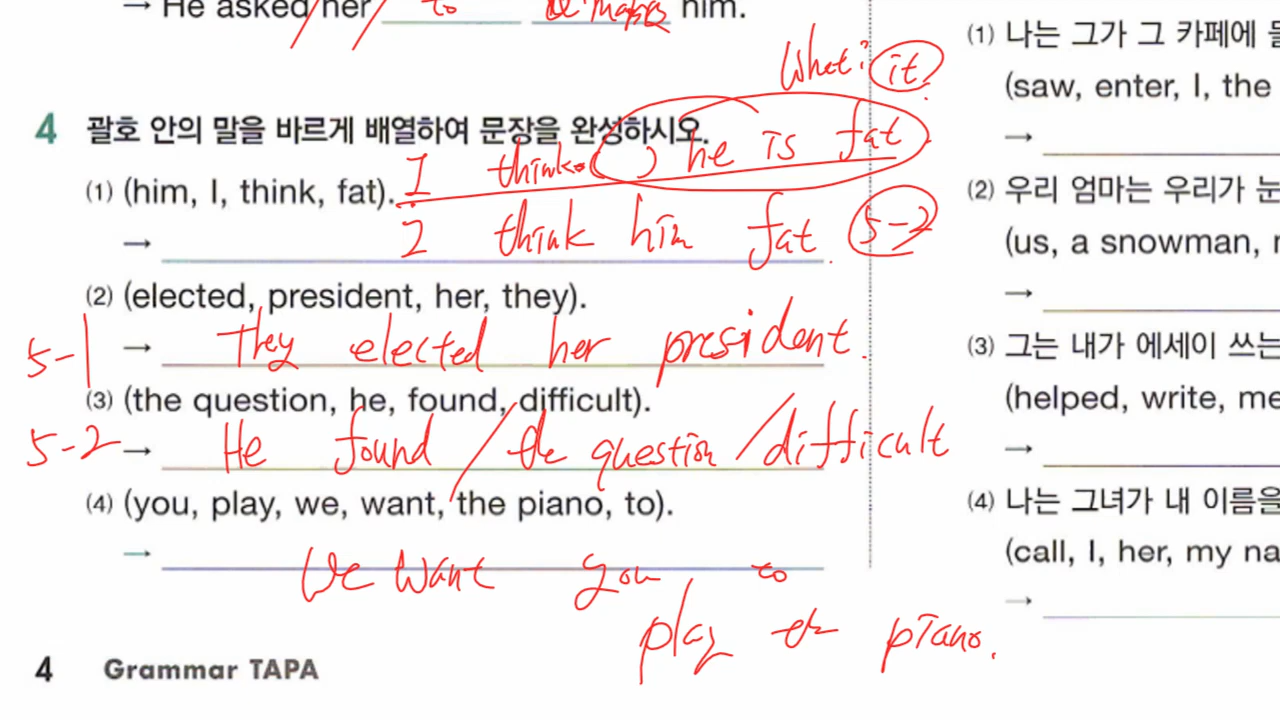 → He asked her to him.
What? it?
4 괄호 안의 말을 바르게 배열하여 문장을 완성하시오.
I think ( ) he is fat
(1) (him, I, think, fat).
→ I think him fat. 5-2
(2) (elected, president, her, they).
5-1 → They elected her president.
(3) (the question, he, found, difficult).
5-2 → He found / the question / difficult
(4) (you, play, we, want, the piano, to).
→ We want you to
play the piano.
4 Grammar TAPA
(1) 나는 그가 그 카페에
(saw, enter, I, the
→
(2) 우리 엄마는 우리가 눈
(us, a snowman,
→
(3) 그는 내가 에세이 쓰는
(helped, write, me
→
(4) 나는 그녀가 내 이름을
(call, I, her, my na
→